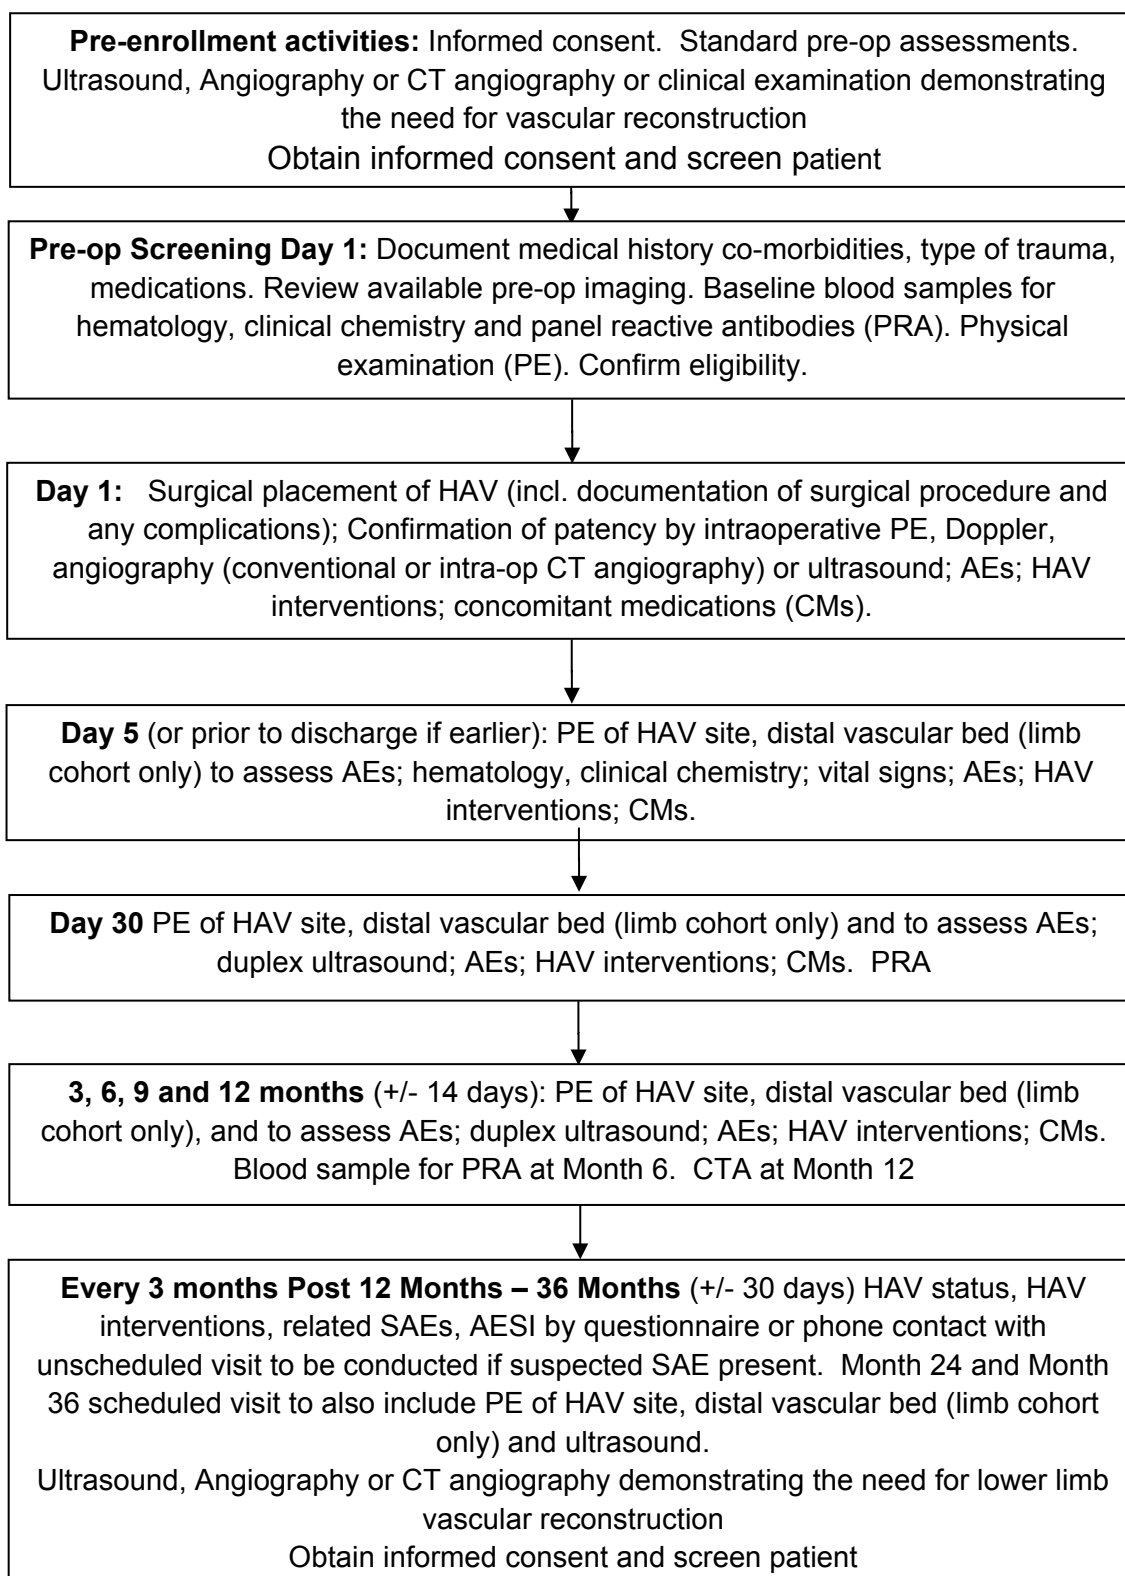 Pre-enrollment activities: Informed consent. Standard pre-op assessments.
Ultrasound, Angiography or CT angiography or clinical examination demonstrating
the need for vascular reconstruction
Obtain informed consent and screen patient
Pre-op Screening Day 1: Document medical history co-morbidities, type of trauma,
medications. Review available pre-op imaging. Baseline blood samples for
hematology, clinical chemistry and panel reactive antibodies (PRA). Physical
examination (PE). Confirm eligibility.
Day 1: Surgical placement of HAV (incl. documentation of surgical procedure and
any complications); Confirmation of patency by intraoperative PE, Doppler,
angiography (conventional or intra-op CT angiography) or ultrasound; AEs; HAV
interventions; concomitant medications (CMs).
Day 5 (or prior to discharge if earlier): PE of HAV site, distal vascular bed (limb
cohort only) to assess AEs; hematology, clinical chemistry; vital signs; AEs; HAV
interventions; CMs.
Day 30 PE of HAV site, distal vascular bed (limb cohort only) and to assess AEs;
duplex ultrasound; AEs; HAV interventions; CMs. PRA
3, 6, 9 and 12 months (+/- 14 days): PE of HAV site, distal vascular bed (limb
cohort only), and to assess AEs; duplex ultrasound; AEs; HAV interventions; CMs.
Blood sample for PRA at Month 6. CTA at Month 12
Every 3 months Post 12 Months – 36 Months (+/- 30 days) HAV status, HAV
interventions, related SAEs, AESI by questionnaire or phone contact with
unscheduled visit to be conducted if suspected SAE present. Month 24 and Month
36 scheduled visit to also include PE of HAV site, distal vascular bed (limb cohort
only) and ultrasound.
Ultrasound, Angiography or CT angiography demonstrating the need for lower limb
vascular reconstruction
Obtain informed consent and screen patient